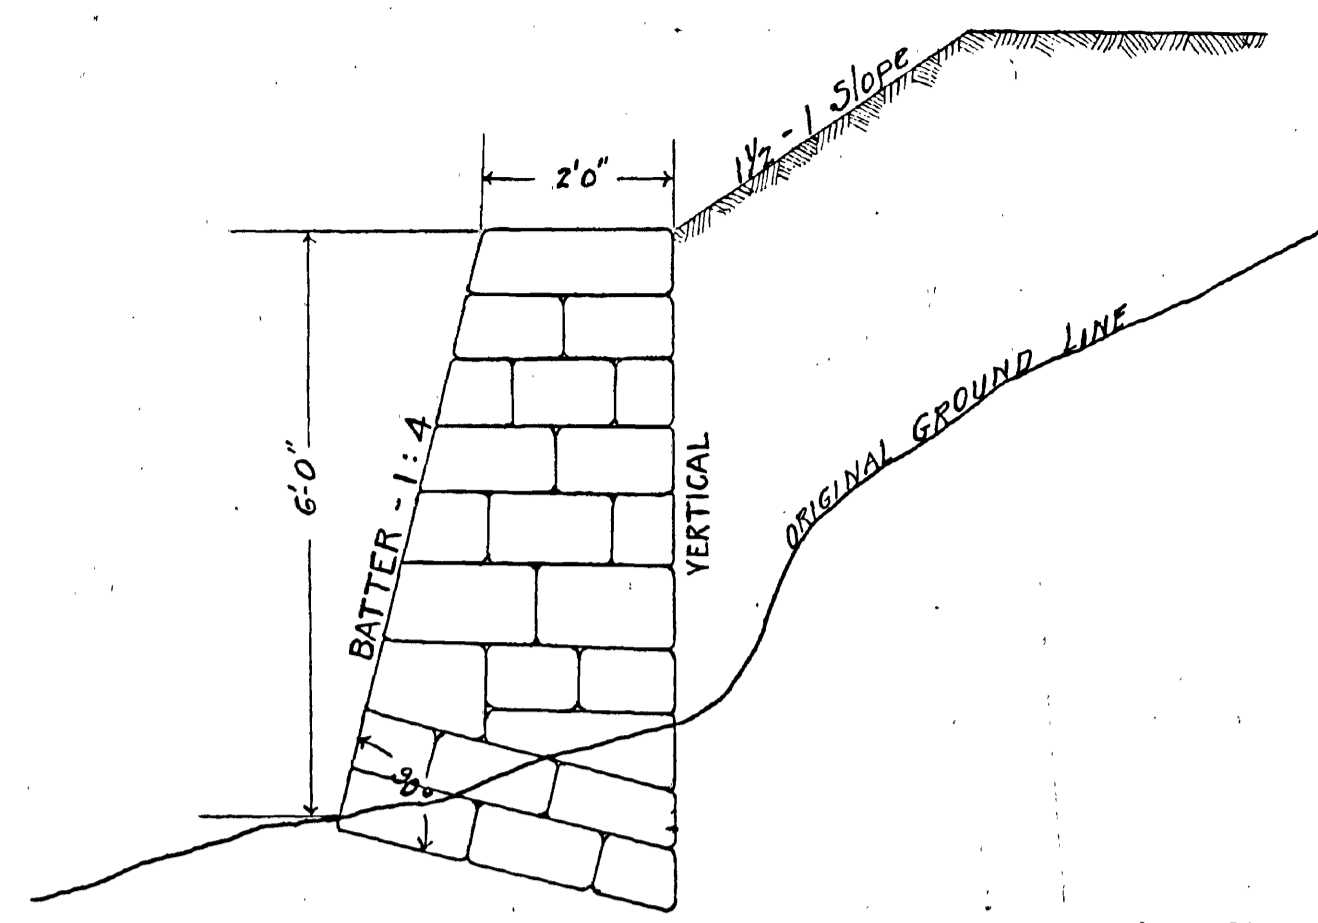 1½ - 1 Slope
2'0"
6'-0"
BATTER - 1:4
VERTICAL
ORIGINAL GROUND LINE
90°